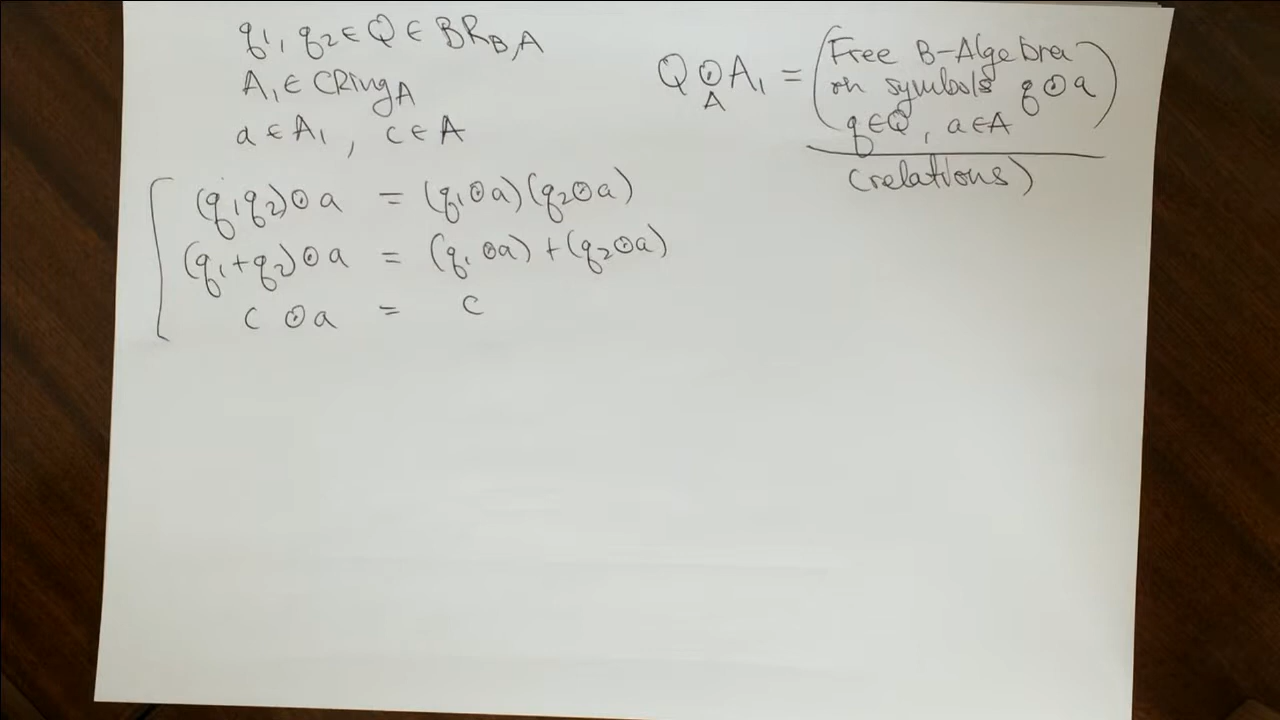 q₁, q₂ ∈ Q ∈ BR_{B,A}
A₁ ∈ CRing_A
a ∈ A₁ , c ∈ A
Q ⊙_A A₁ = (Free B-Algebra
on symbols q⊙a
q∈Q, a∈A)
(relations)
(q₁q₂)⊙a = (q₁⊙a)(q₂⊙a)
(q₁+q₂)⊙a = (q₁⊙a)+(q₂⊙a)
c⊙a = c